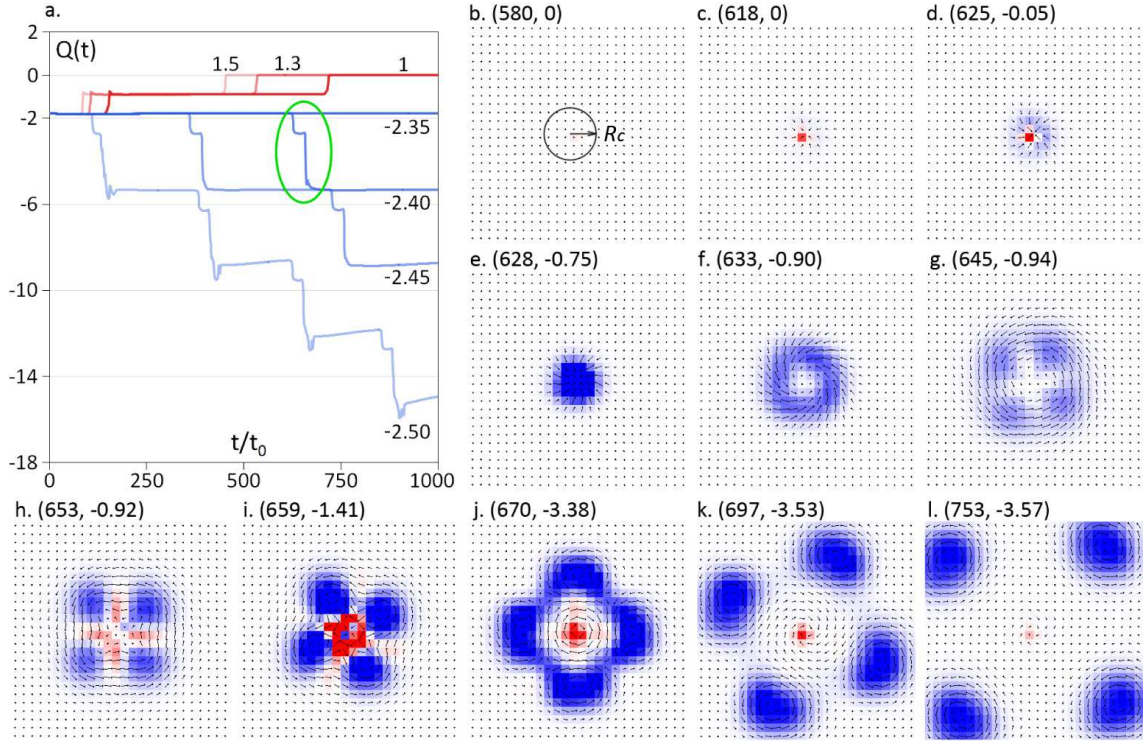 a.
Q(t)
2
0
-2
-6
-10
-14
-18
1.5 1.3 1
-2.35
-2.40
-2.45
-2.50
0 250 500 750 1000
t/t0
b. (580, 0)
Rc
c. (618, 0)
d. (625, -0.05)
e. (628, -0.75)
f. (633, -0.90)
g. (645, -0.94)
h. (653, -0.92)
i. (659, -1.41)
j. (670, -3.38)
k. (697, -3.53)
l. (753, -3.57)